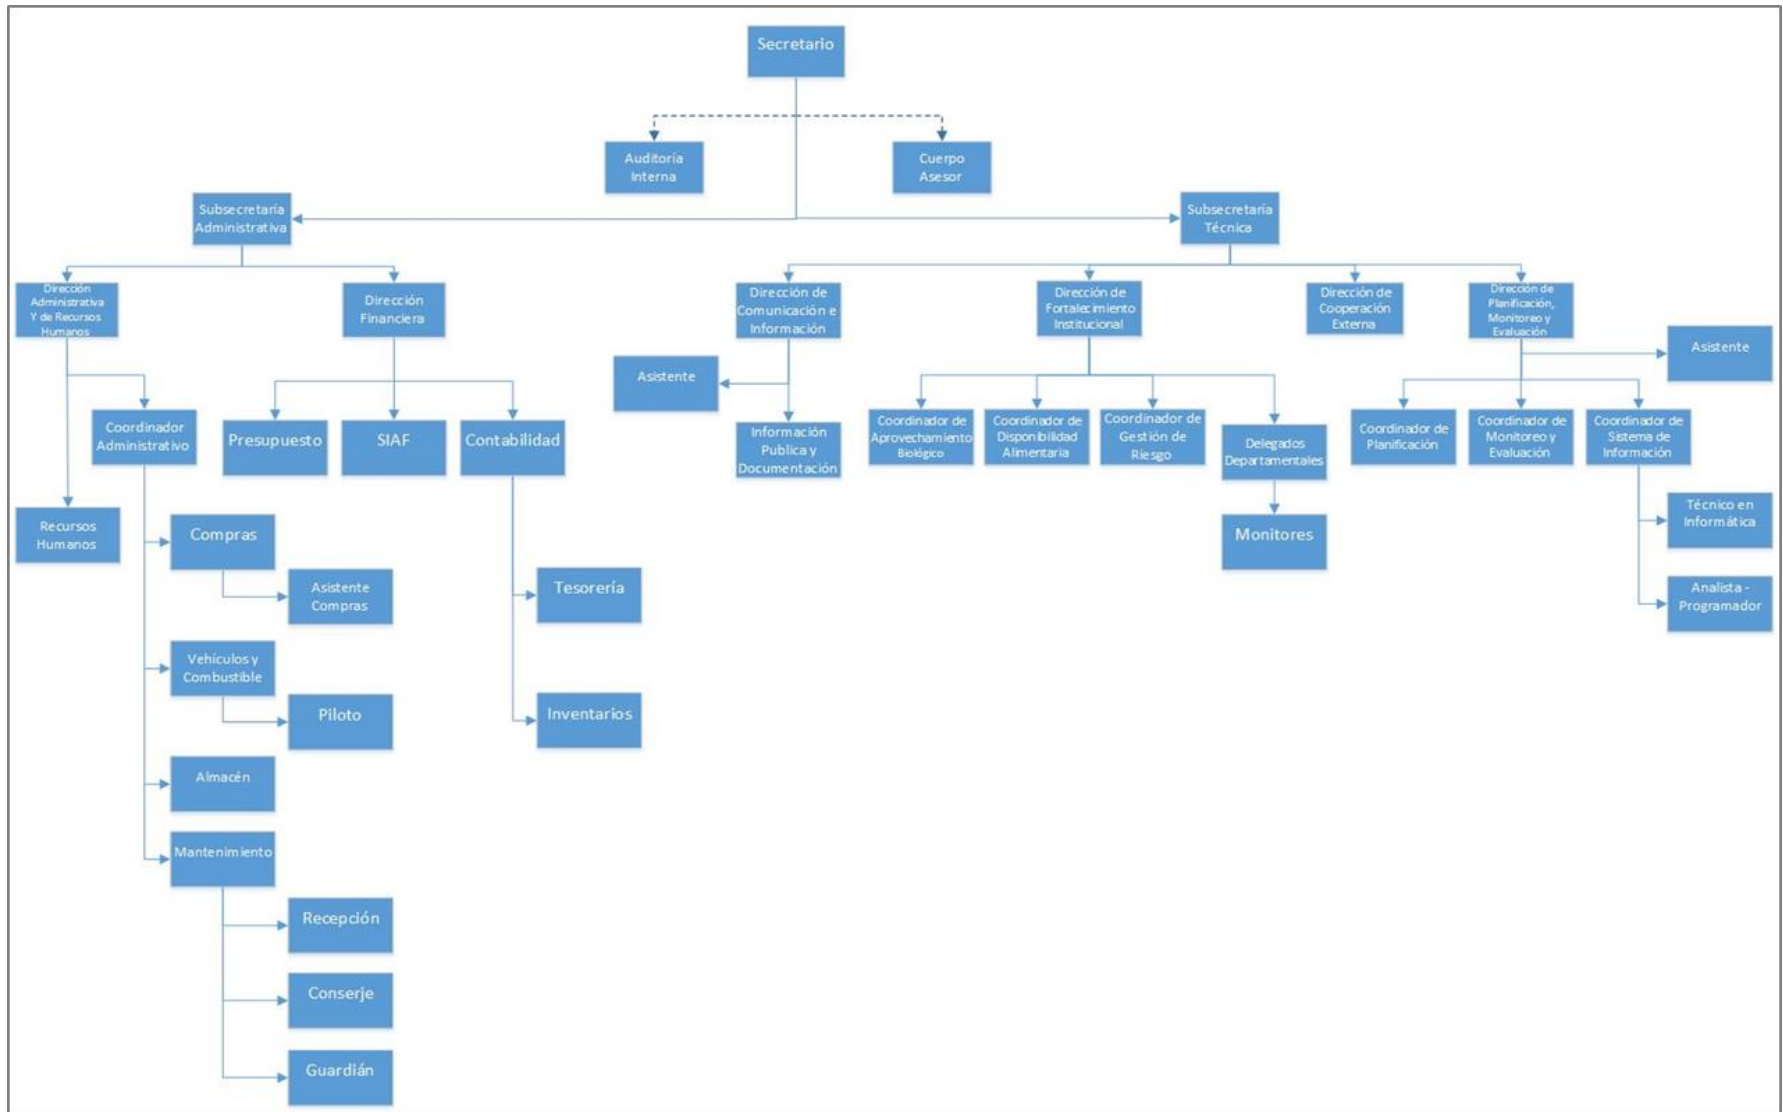 Secretario
Auditoría
Interna
Cuerpo
Asesor
Subsecretaría
Administrativa
Subsecretaría
Técnica
Dirección
Administrativa
Y de Recursos
Humanos
Dirección
Financiera
Dirección de
Comunicación e
Información
Dirección de
Fortalecimiento
Institucional
Dirección de
Cooperación
Externa
Dirección de
Planificación,
Monitoreo y
Evaluación
Asistente
Asistente
Coordinador
Administrativo
Presupuesto
SIAF
Contabilidad
Información
Publica y
Documentación
Coordinador de
Aprovechamiento
Biológico
Coordinador de
Disponibilidad
Alimentaria
Coordinador de
Gestión de
Riesgo
Delegados
Departamentales
Coordinador de
Planificación
Coordinador de
Monitoreo y
Evaluación
Coordinador de
Sistema de
Información
Recursos
Humanos
Compras
Monitores
Técnico en
Informática
Asistente
Compras
Tesorería
Analista -
Programador
Vehículos y
Combustible
Piloto
Inventarios
Almacén
Mantenimiento
Recepción
Conserje
Guardián